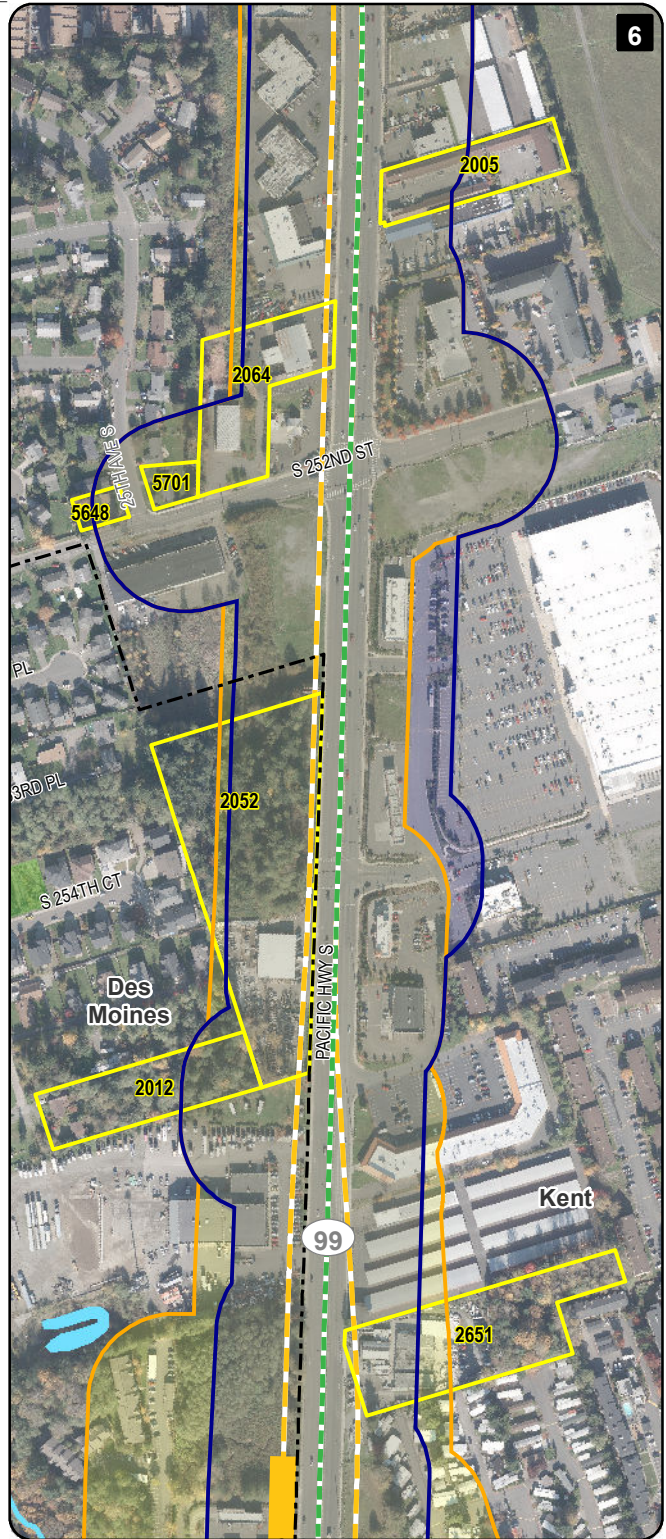 6
2005
2064
S 252ND ST
25TH AVE S
5701
5648
PL
3RD PL
2052
S 254TH CT
PACIFIC HWY S
Des
Moines
2012
Kent
99
2651